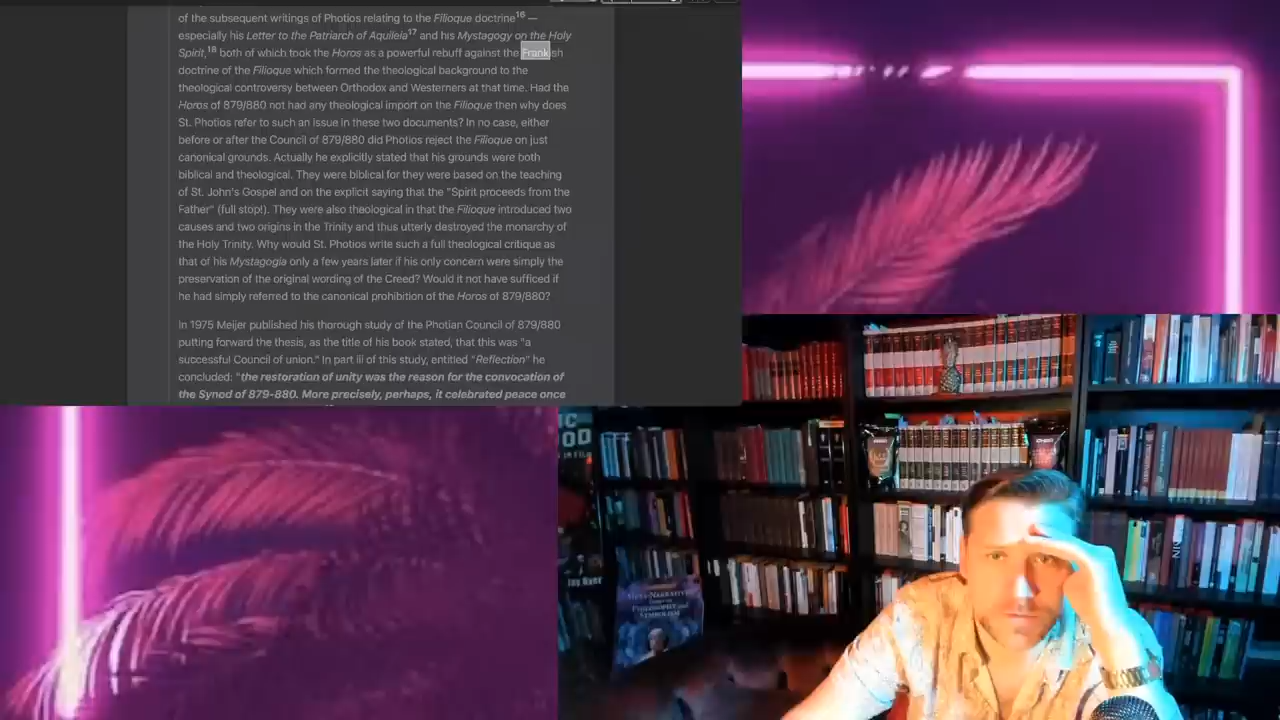 of the subsequent writings of Photios relating to the Filioque doctrine16 —
especially his Letter to the Patriarch of Aquileia17 and his Mystagogy on the Holy
Spirit,18 both of which took the Horos as a powerful rebuff against the Frankish
doctrine of the Filioque which formed the theological background to the
theological controversy between Orthodox and Westerners at that time. Had the
Horos of 879/880 not had any theological import on the Filioque then why does
St. Photios refer to such an issue in these two documents? In no case, either
before or after the Council of 879/880 did Photios reject the Filioque on just
canonical grounds. Actually he explicitly stated that his grounds were both
biblical and theological. They were biblical for they were based on the teaching
of St. John's Gospel and on the explicit saying that the "Spirit proceeds from the
Father" (full stop!). They were also theological in that the Filioque introduced two
causes and two origins in the Trinity and thus utterly destroyed the monarchy of
the Holy Trinity. Why would St. Photios write such a full theological critique as
that of his Mystagogia only a few years later if his only concern were simply the
preservation of the original wording of the Creed? Would it not have sufficed if
he had simply referred to the canonical prohibition of the Horos of 879/880?
In 1975 Meijer published his thorough study of the Photian Council of 879/880
putting forward the thesis, as the title of his book stated, that this was "a
successful Council of union." In part iii of this study, entitled "Reflection" he
concluded: "the restoration of unity was the reason for the convocation of
the Synod of 879-880. More precisely, perhaps, it celebrated peace once
PHILOSOPHY and
SYMBOLISM